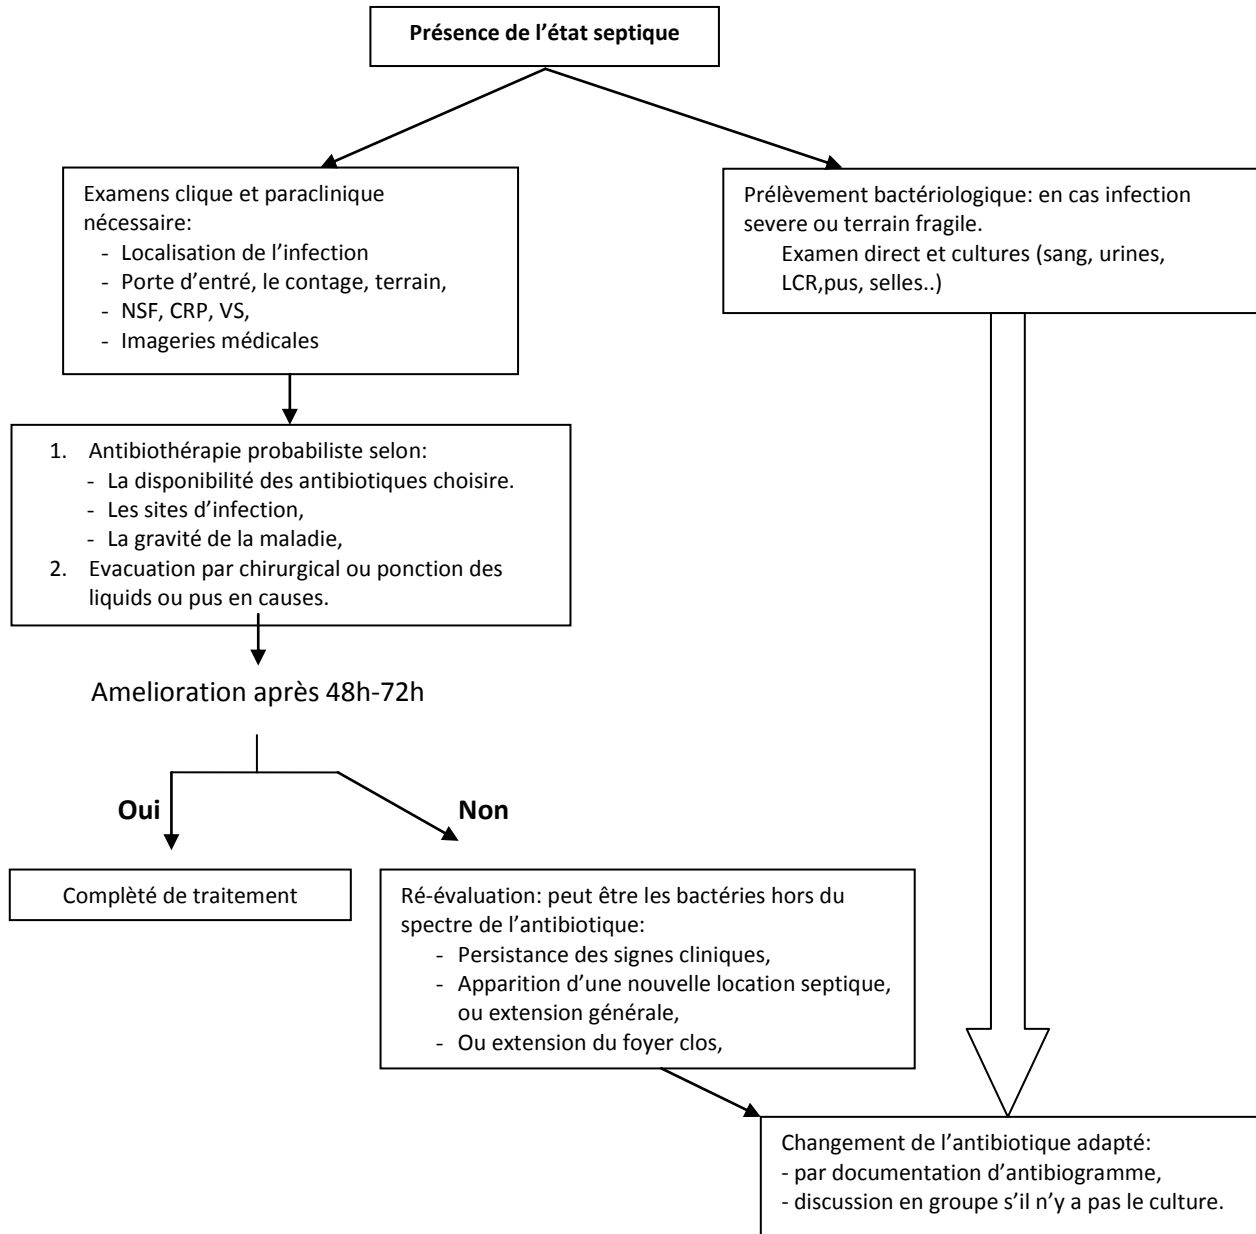 Présence de l’état septique
Examens clique et paraclinique
nécessaire:
- Localisation de l’infection
- Porte d’entré, le contage, terrain,
- NSF, CRP, VS,
- Imageries médicales
Prélèvement bactériologique: en cas infection
severe ou terrain fragile.
Examen direct et cultures (sang, urines,
LCR,pus, selles..)
1. Antibiothérapie probabiliste selon:
- La disponibilité des antibiotiques choisire.
- Les sites d’infection,
- La gravité de la maladie,
2. Evacuation par chirurgical ou ponction des
liquids ou pus en causes.
Amelioration après 48h-72h
Oui
Non
Complèté de traitement
Ré-évaluation: peut être les bactéries hors du
spectre de l’antibiotique:
- Persistance des signes cliniques,
- Apparition d’une nouvelle location septique,
ou extension générale,
- Ou extension du foyer clos,
Changement de l’antibiotique adapté:
- par documentation d’antibiogramme,
- discussion en groupe s’il n’y a pas le culture.